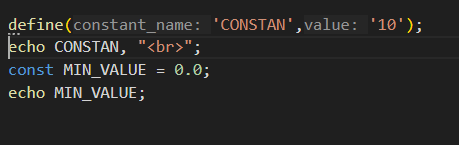 define(constant_name: 'CONSTAN',value: '10');
echo CONSTAN, "<br>";
const MIN_VALUE = 0.0;
echo MIN_VALUE;